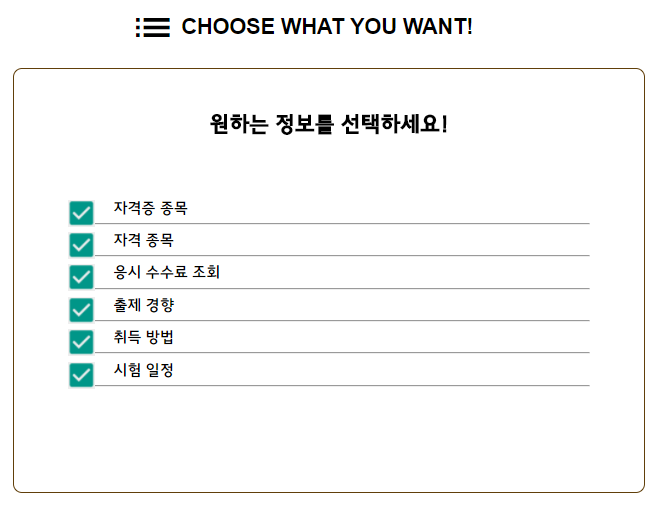 CHOOSE WHAT YOU WANT!
원하는 정보를 선택하세요!
자격증 종목
자격 종목
응시 수수료 조회
출제 경향
취득 방법
시험 일정